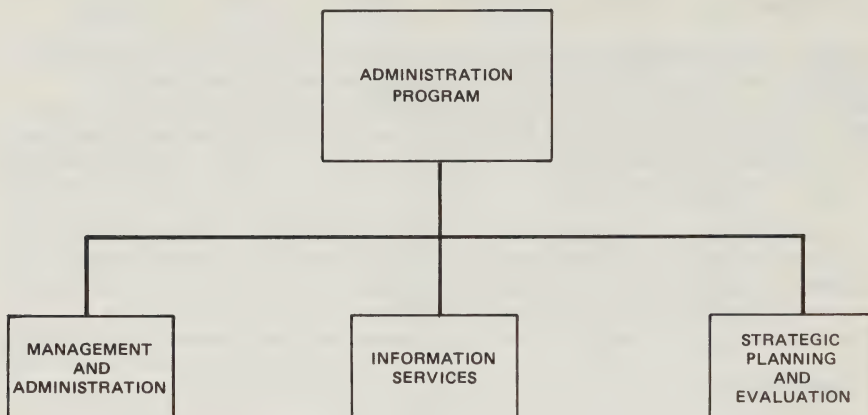 ADMINISTRATION
PROGRAM
MANAGEMENT
AND
ADMINISTRATION
INFORMATION
SERVICES
STRATEGIC
PLANNING
AND
EVALUATION